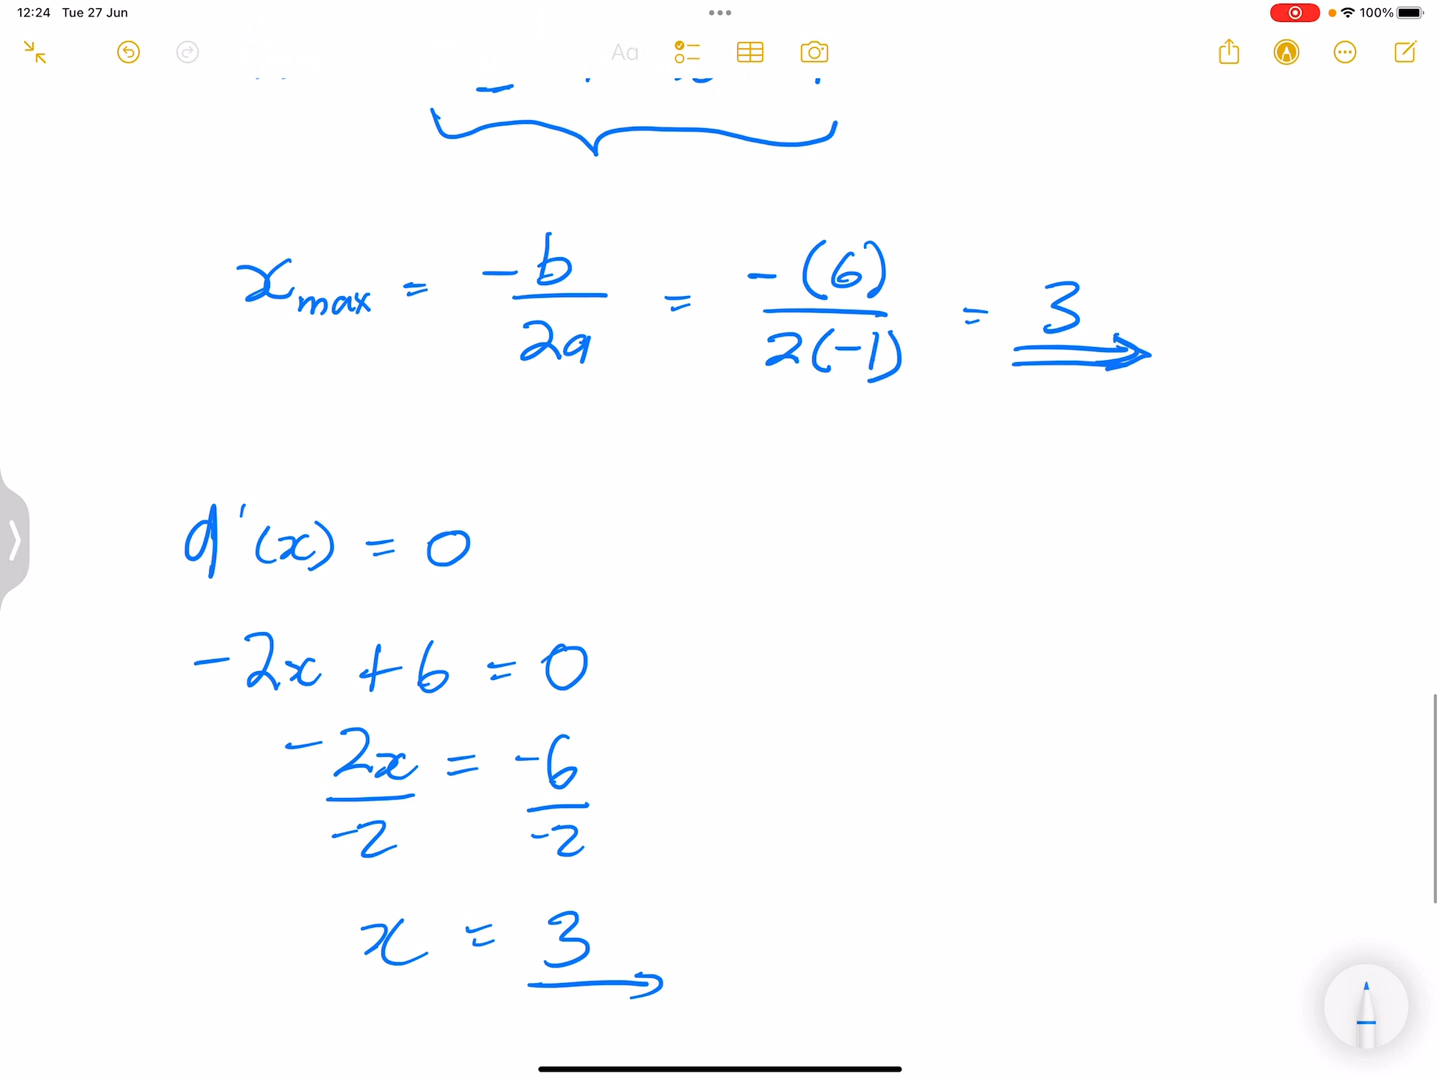 12:24 Tue 27 Jun 100%
Aa
x_max = -b/2a = -(6)/2(-1) = 3
q'(x) = 0
-2x + 6 = 0
-2x/-2 = -6/-2
x = 3